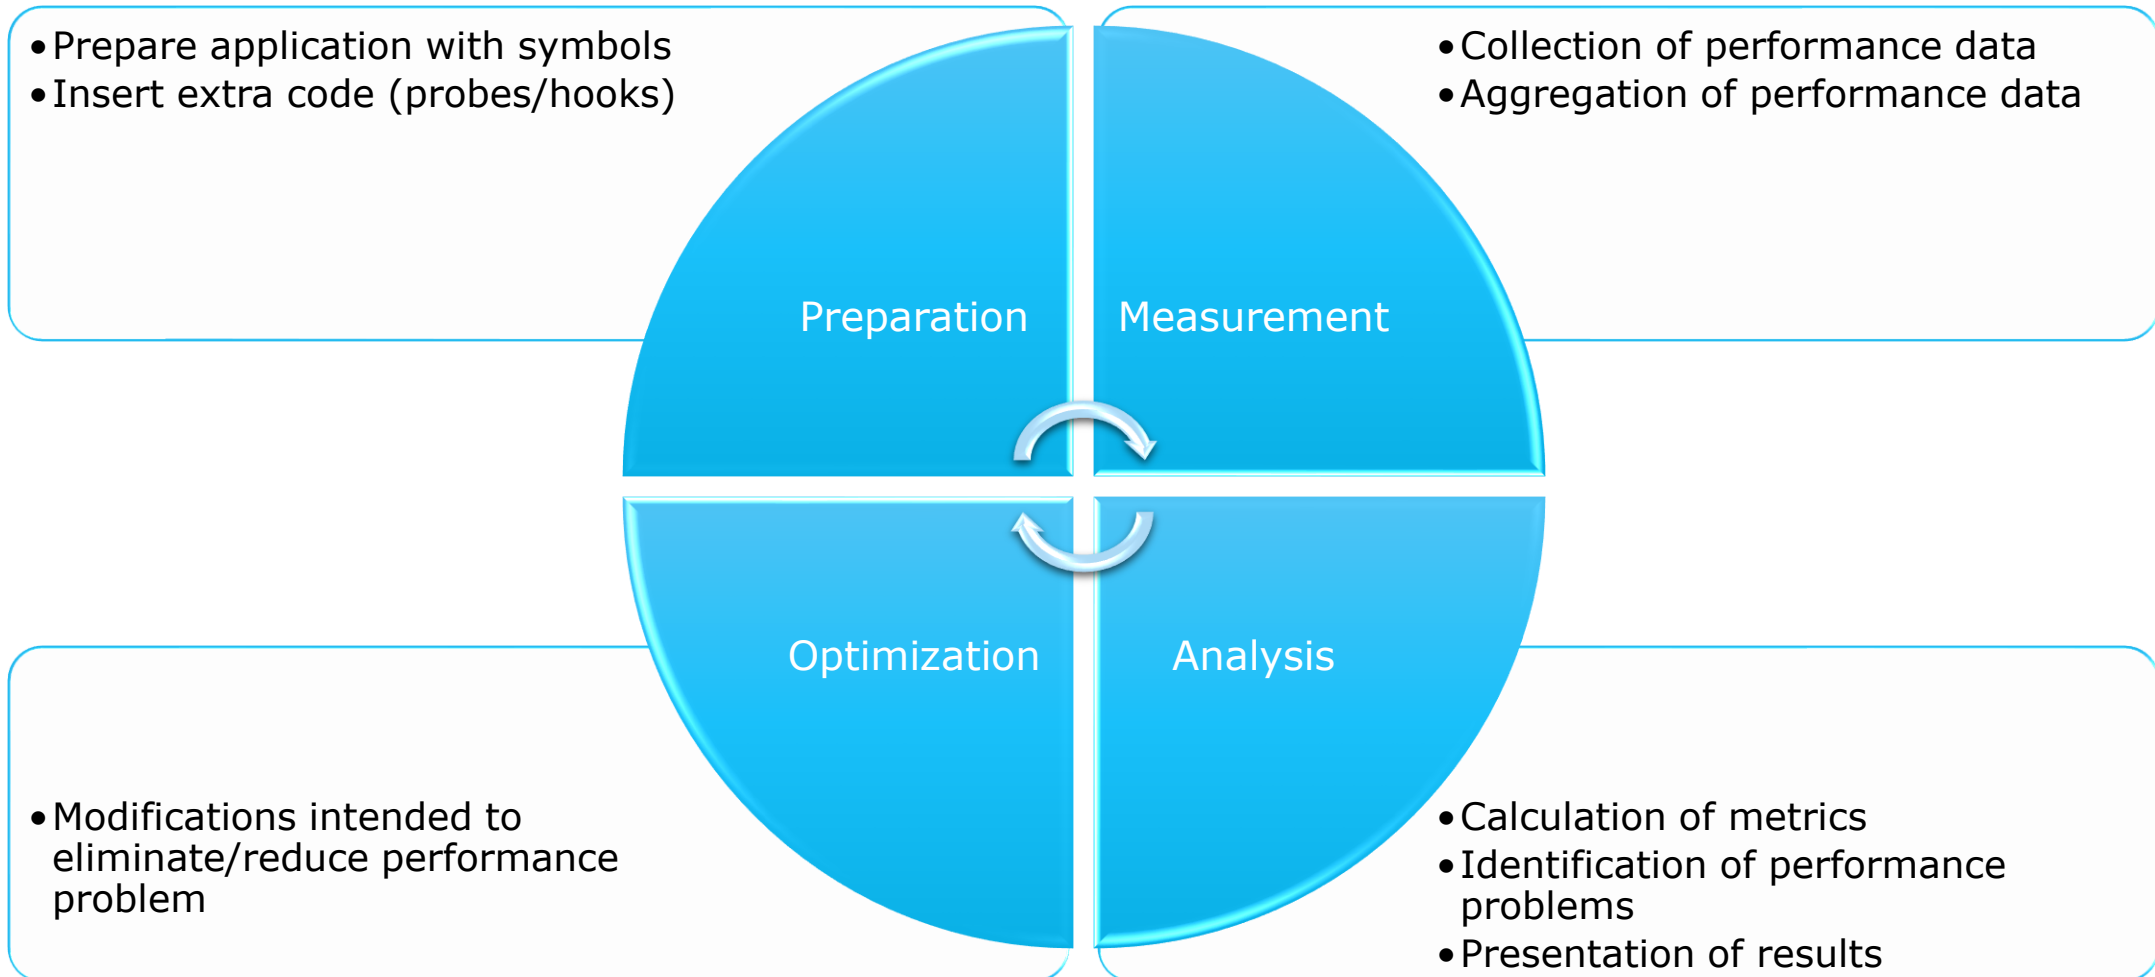 •Prepare application with symbols
•Insert extra code (probes/hooks)
•Collection of performance data
•Aggregation of performance data
Preparation
Measurement
Optimization
Analysis
•Modifications intended to
eliminate/reduce performance
problem
•Calculation of metrics
•Identification of performance
problems
•Presentation of results